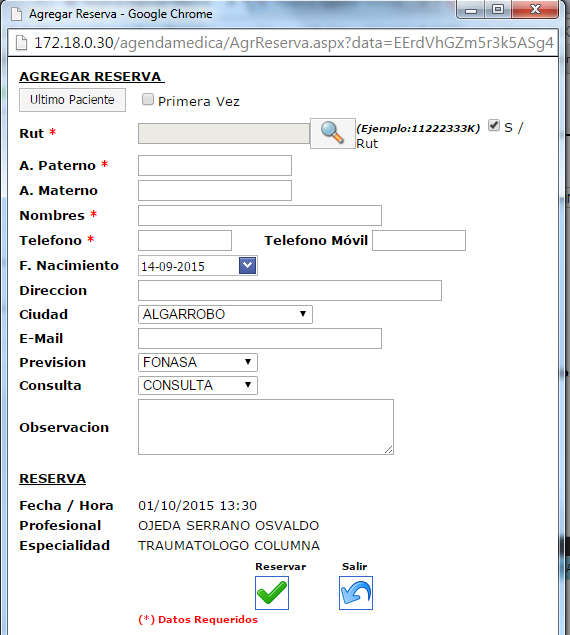 Agregar Reserva - Google Chrome
172.18.0.30/agendamedica/AgrReserva.aspx?data=EErdVhGZm5r3k5ASg4
AGREGAR RESERVA
Ultimo Paciente Primera Vez
Rut * (Ejemplo:11222333K) S /
Rut
A. Paterno *
A. Materno
Nombres *
Telefono * Telefono Móvil
F. Nacimiento 14-09-2015
Direccion
Ciudad ALGARROBO
E-Mail
Prevision FONASA
Consulta CONSULTA
Observacion
RESERVA
Fecha / Hora 01/10/2015 13:30
Profesional OJEDA SERRANO OSVALDO
Especialidad TRAUMATOLOGO COLUMNA
Reservar Salir
(*) Datos Requeridos